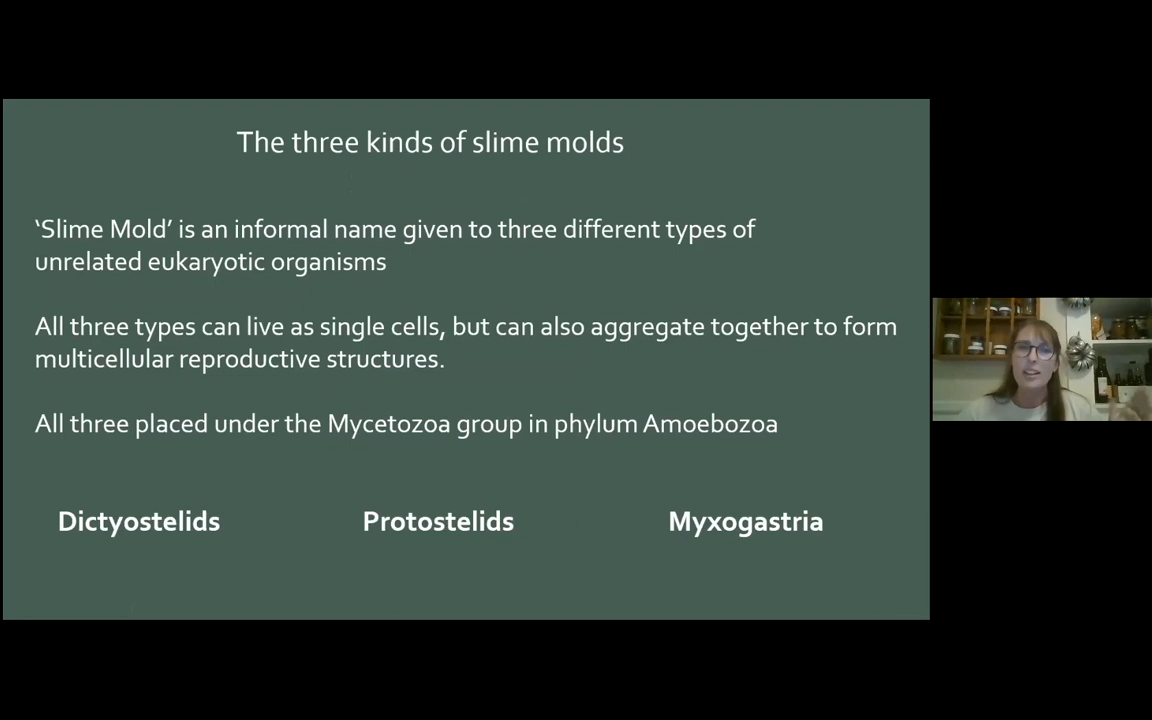 The three kinds of slime molds
‘Slime Mold’ is an informal name given to three different types of
unrelated eukaryotic organisms
All three types can live as single cells, but can also aggregate together to form
multicellular reproductive structures.
All three placed under the Mycetozoa group in phylum Amoebozoa
Dictyostelids Protostelids Myxogastria